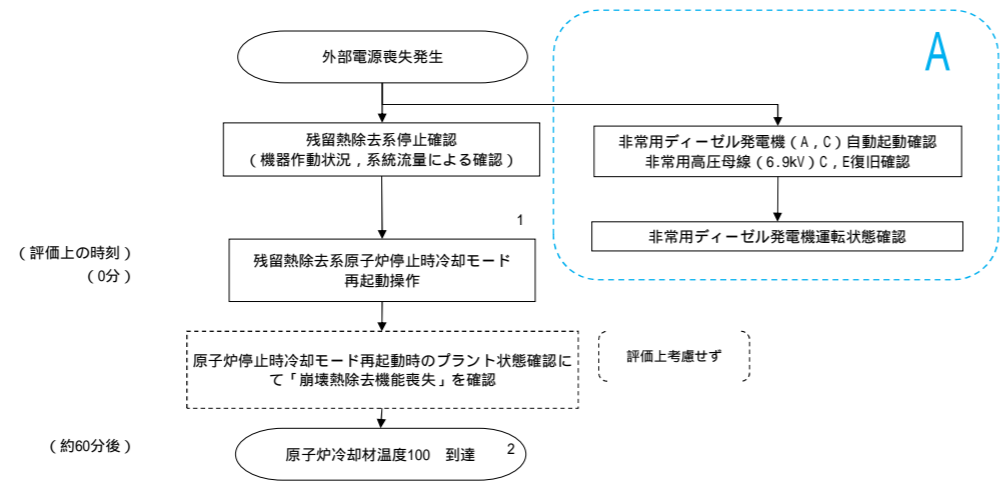 外部電源喪失発生
A
残留熱除去系停止確認
（機器作動状況，系統流量による確認）
非常用ディーゼル発電機（A，C）自動起動確認
非常用高圧母線（6.9kV）C，E復旧確認
1
非常用ディーゼル発電機運転状態確認
（評価上の時刻）
（0分）
残留熱除去系原子炉停止時冷却モード
再起動操作
原子炉停止時冷却モード再起動時のプラント状態確認に
て「崩壊熱除去機能喪失」を確認
評価上考慮せず
（約60分後）
原子炉冷却材温度100　到達
2